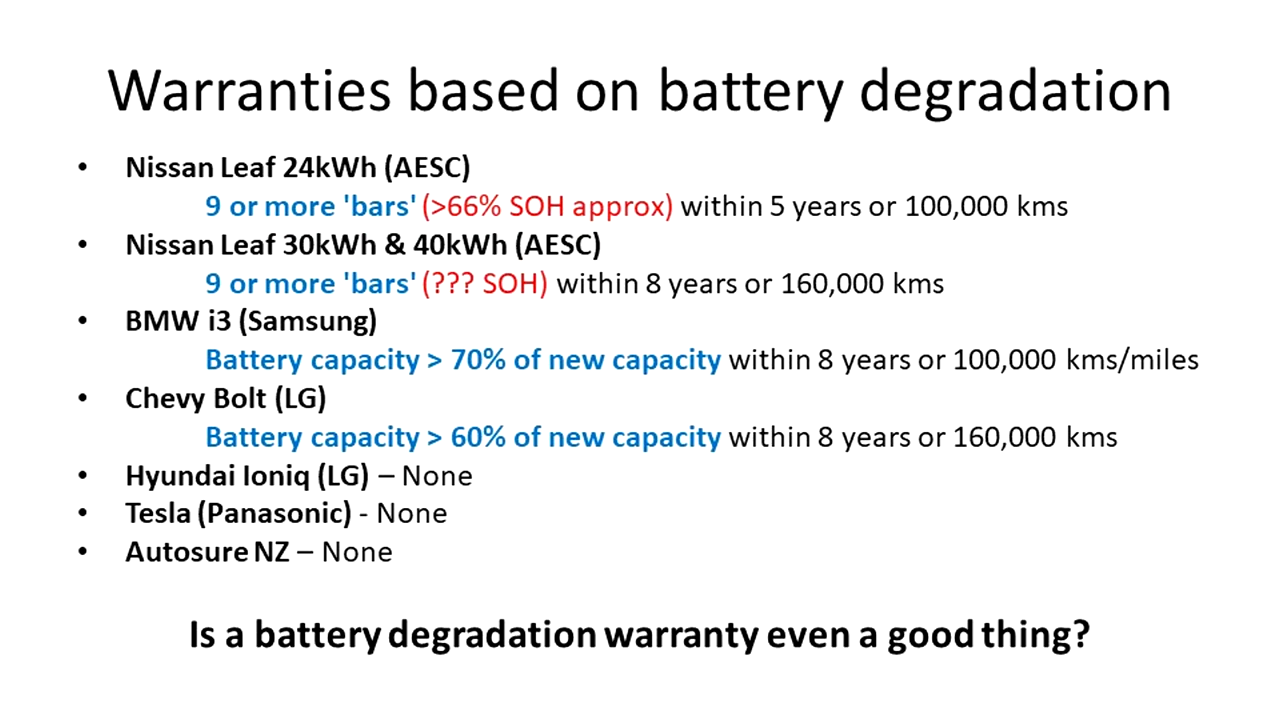 Warranties based on battery degradation
• Nissan Leaf 24kWh (AESC)
9 or more 'bars' (>66% SOH approx) within 5 years or 100,000 kms
• Nissan Leaf 30kWh & 40kWh (AESC)
9 or more 'bars' (??? SOH) within 8 years or 160,000 kms
• BMW i3 (Samsung)
Battery capacity > 70% of new capacity within 8 years or 100,000 kms/miles
• Chevy Bolt (LG)
Battery capacity > 60% of new capacity within 8 years or 160,000 kms
• Hyundai Ioniq (LG) – None
• Tesla (Panasonic) - None
• Autosure NZ – None
Is a battery degradation warranty even a good thing?